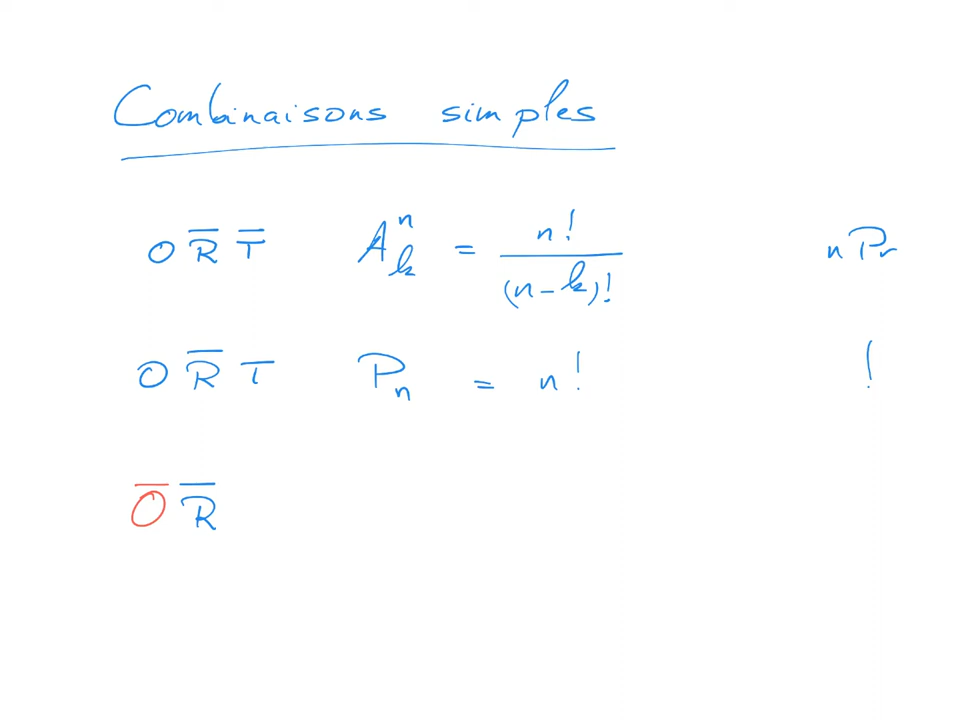 Combinaisons simples
O R̅ T̅ A^n_k = n! / (n-k)! nPr
O R̅ T̅ P_n = n! !
O̅ R̅